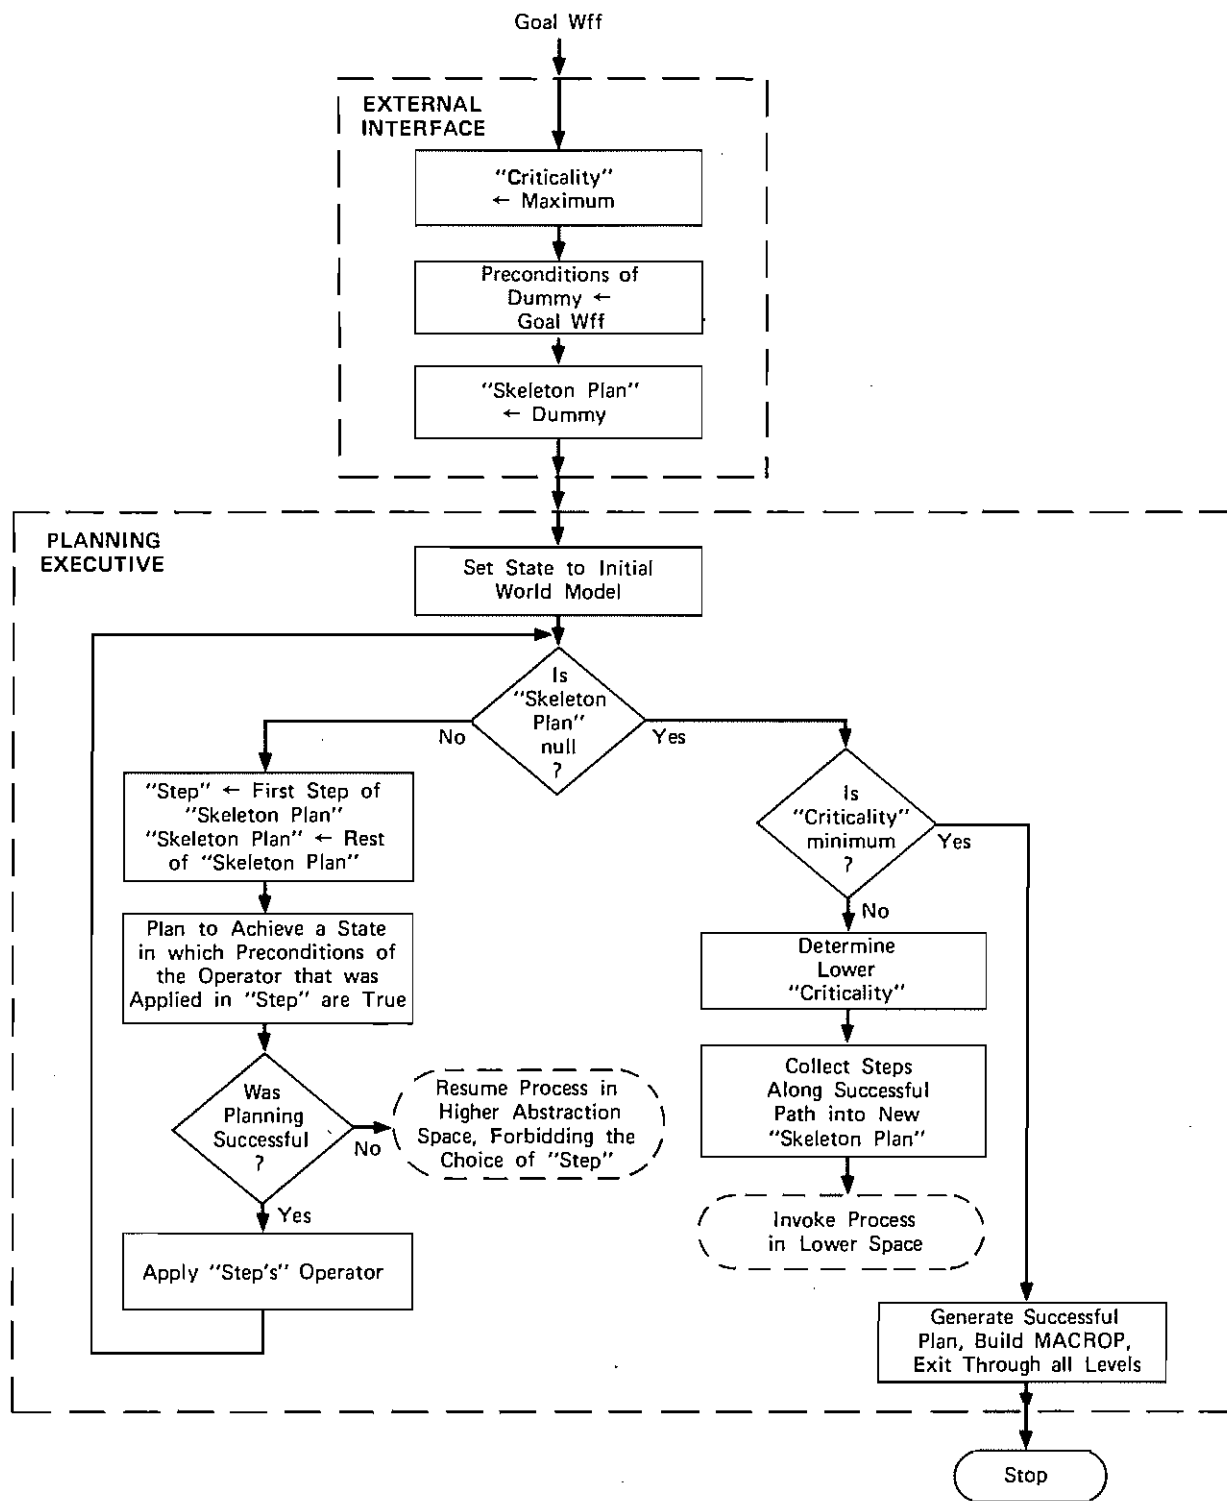 Goal Wff
EXTERNAL
INTERFACE
"Criticality"
← Maximum
Preconditions of
Dummy ←
Goal Wff
"Skeleton Plan"
← Dummy
PLANNING
EXECUTIVE
Set State to Initial
World Model
Is
"Skeleton
Plan"
null
?
No
Yes
"Step" ← First Step of
"Skeleton Plan"
"Skeleton Plan" ← Rest
of "Skeleton Plan"
Is
"Criticality"
minimum
?
Yes
No
Plan to Achieve a State
in which Preconditions of
the Operator that was
Applied in "Step" are True
Determine
Lower
"Criticality"
Was
Planning
Successful
?
No
Yes
Resume Process in
Higher Abstraction
Space, Forbidding the
Choice of "Step"
Collect Steps
Along Successful
Path into New
"Skeleton Plan"
Invoke Process
in Lower Space
Apply "Step's" Operator
Generate Successful
Plan, Build MACROP,
Exit Through all Levels
Stop